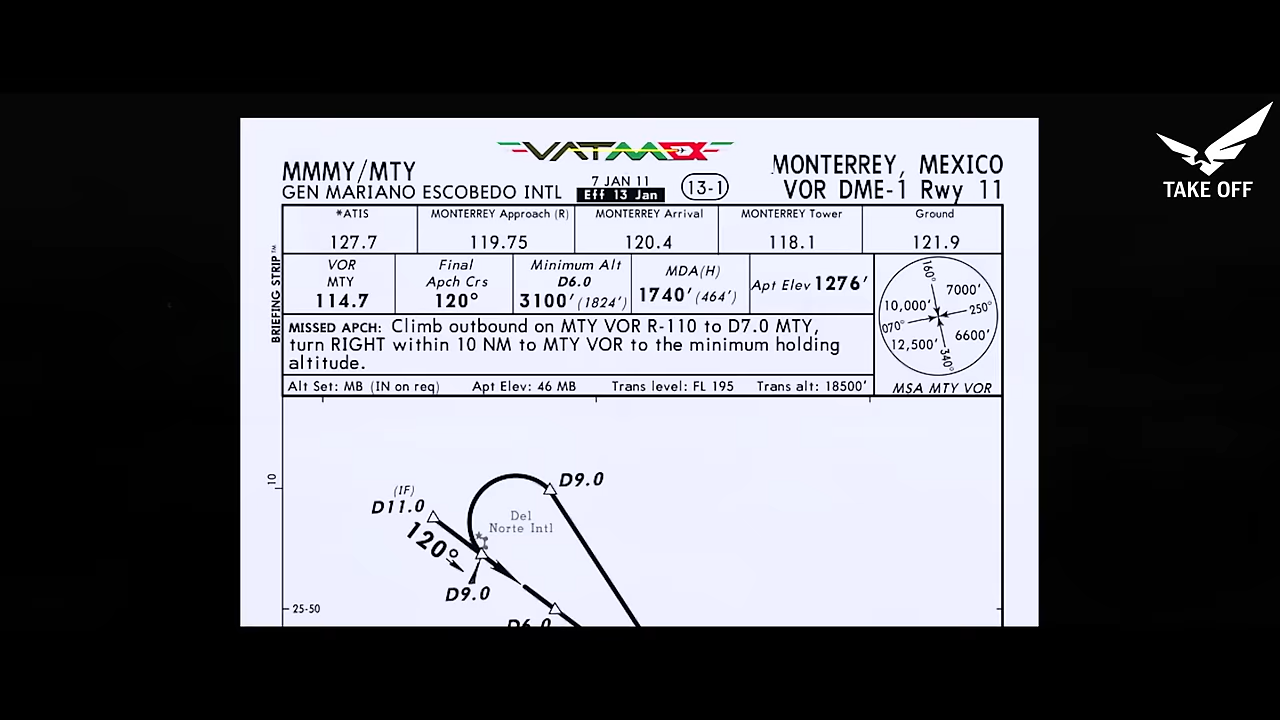 TAKE OFF
VATMEX
MMMY/MTY
GEN MARIANO ESCOBEDO INTL
7 JAN 11
Eff 13 Jan
13-1
MONTERREY, MEXICO
VOR DME-1 Rwy 11
BRIEFING STRIP™
*ATIS
127.7
MONTERREY Approach (R)
119.75
MONTERREY Arrival
120.4
MONTERREY Tower
118.1
Ground
121.9
VOR
MTY
114.7
Final
Apch Crs
120°
Minimum Alt
D6.0
3100' (1824')
MDA(H)
1740' (464')
Apt Elev 1276'
MISSED APCH: Climb outbound on MTY VOR R-110 to D7.0 MTY,
turn RIGHT within 10 NM to MTY VOR to the minimum holding
altitude.
Alt Set: MB (IN on req) Apt Elev: 46 MB Trans level: FL 195 Trans alt: 18500'
160°
7000'
10,000'
250°
070°
6600'
12,500'
340°
MSA MTY VOR
10
D9.0
(IF)
D11.0
Del
Norte Intl
120°
D9.0
25-50
D6.0